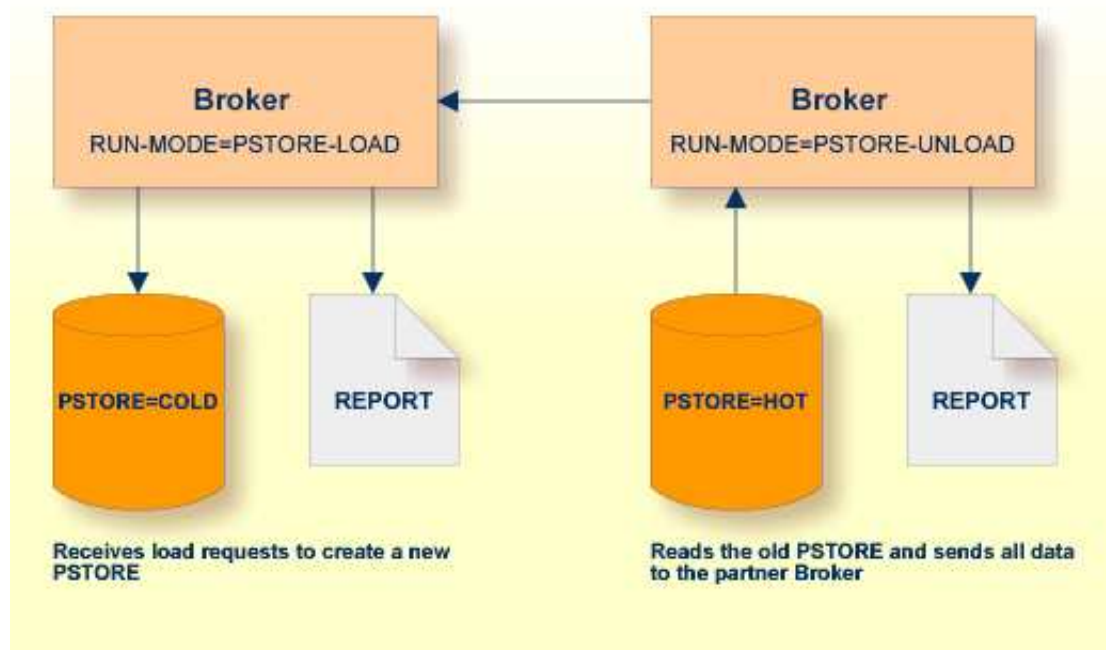 Broker
RUN-MODE=PSTORE-LOAD
Broker
RUN-MODE=PSTORE-UNLOAD
PSTORE=COLD
REPORT
PSTORE=HOT
REPORT
Receives load requests to create a new
PSTORE
Reads the old PSTORE and sends all data
to the partner Broker